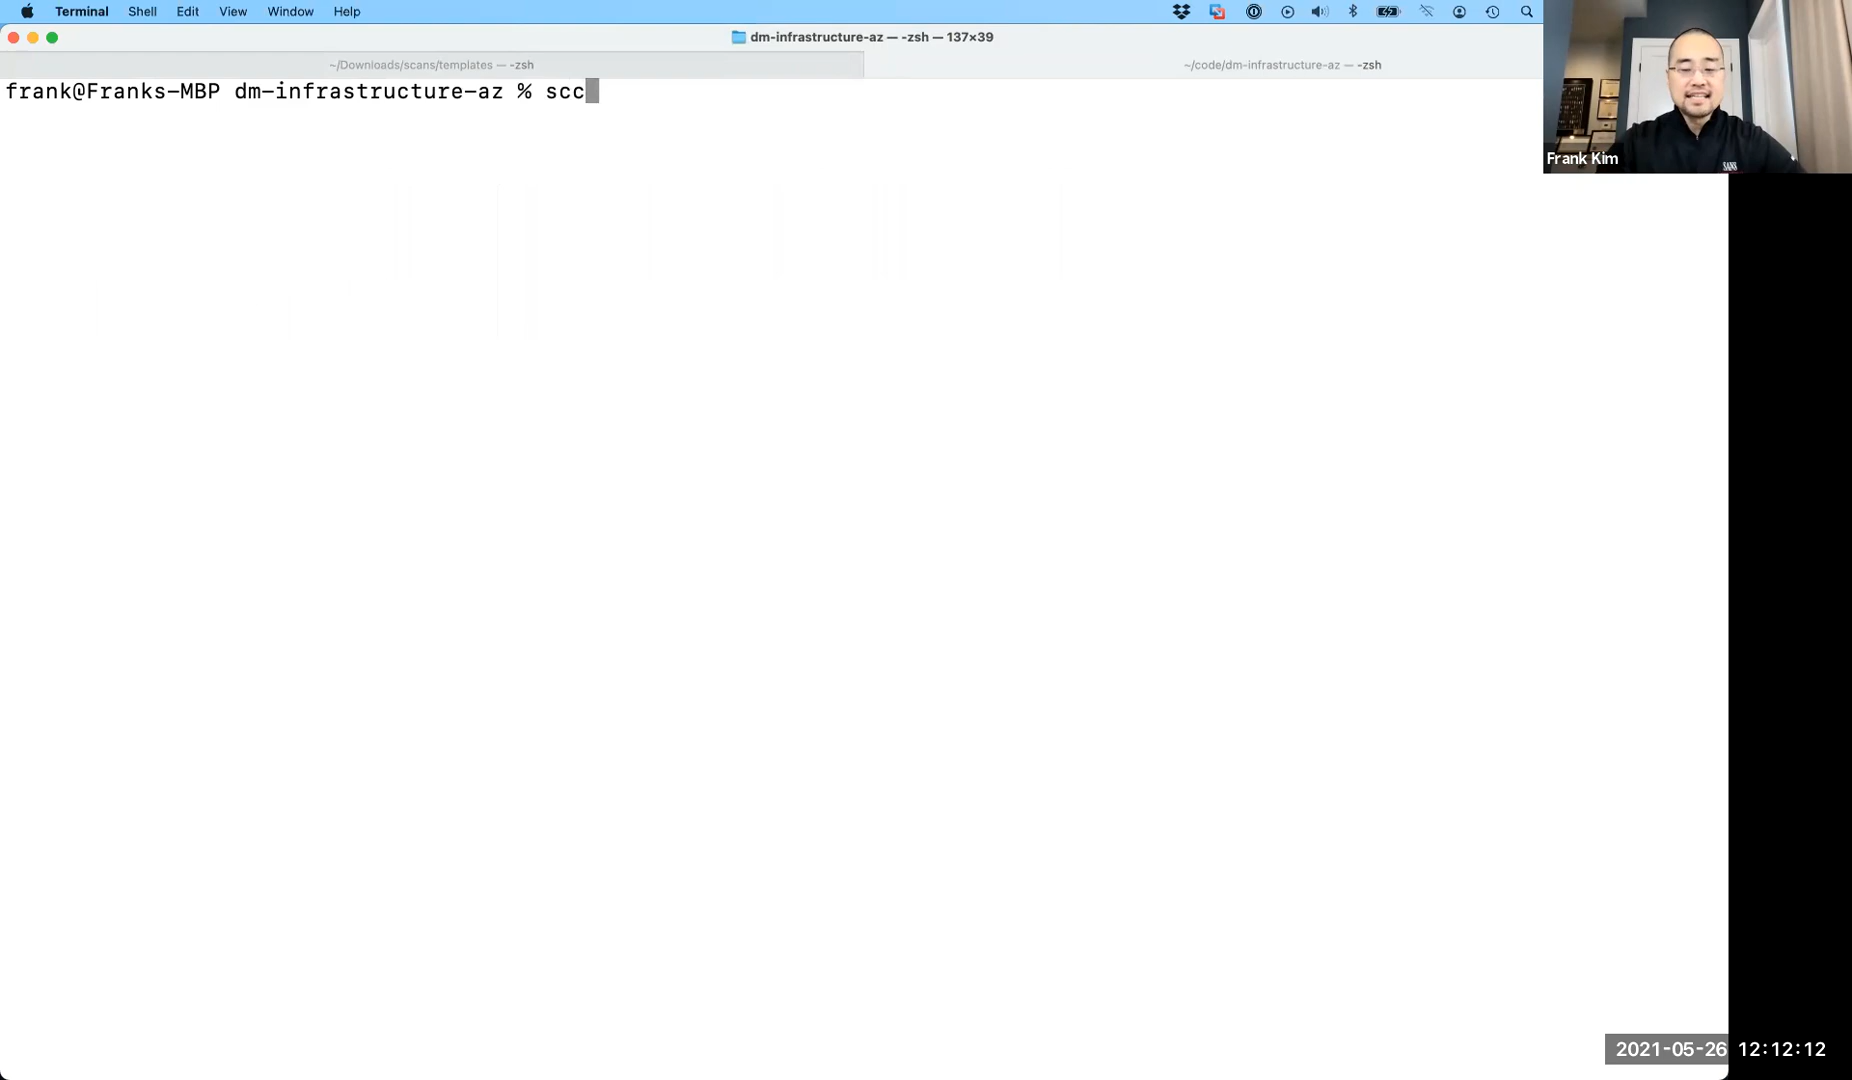 Terminal Shell Edit View Window Help
dm-infrastructure-az — -zsh — 137×39
~/Downloads/scans/templates — -zsh
~/code/dm-infrastructure-az — -zsh
frank@Franks-MBP dm-infrastructure-az % scc
Frank Kim
SANS
2021-05-26 12:12:12